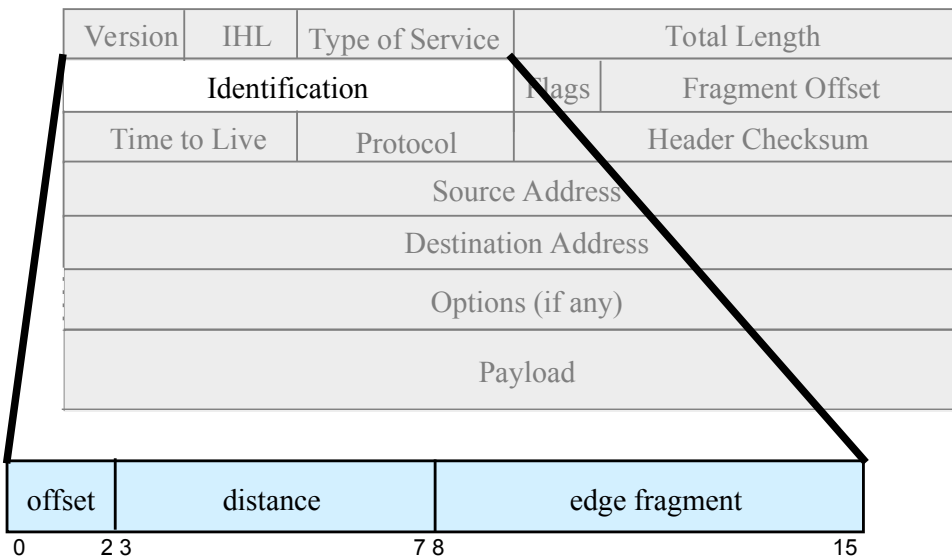 Version IHL Type of Service Total Length
Identification Flags Fragment Offset
Time to Live Protocol Header Checksum
Source Address
Destination Address
Options (if any)
Payload
offset distance edge fragment
0 2 3 7 8 15